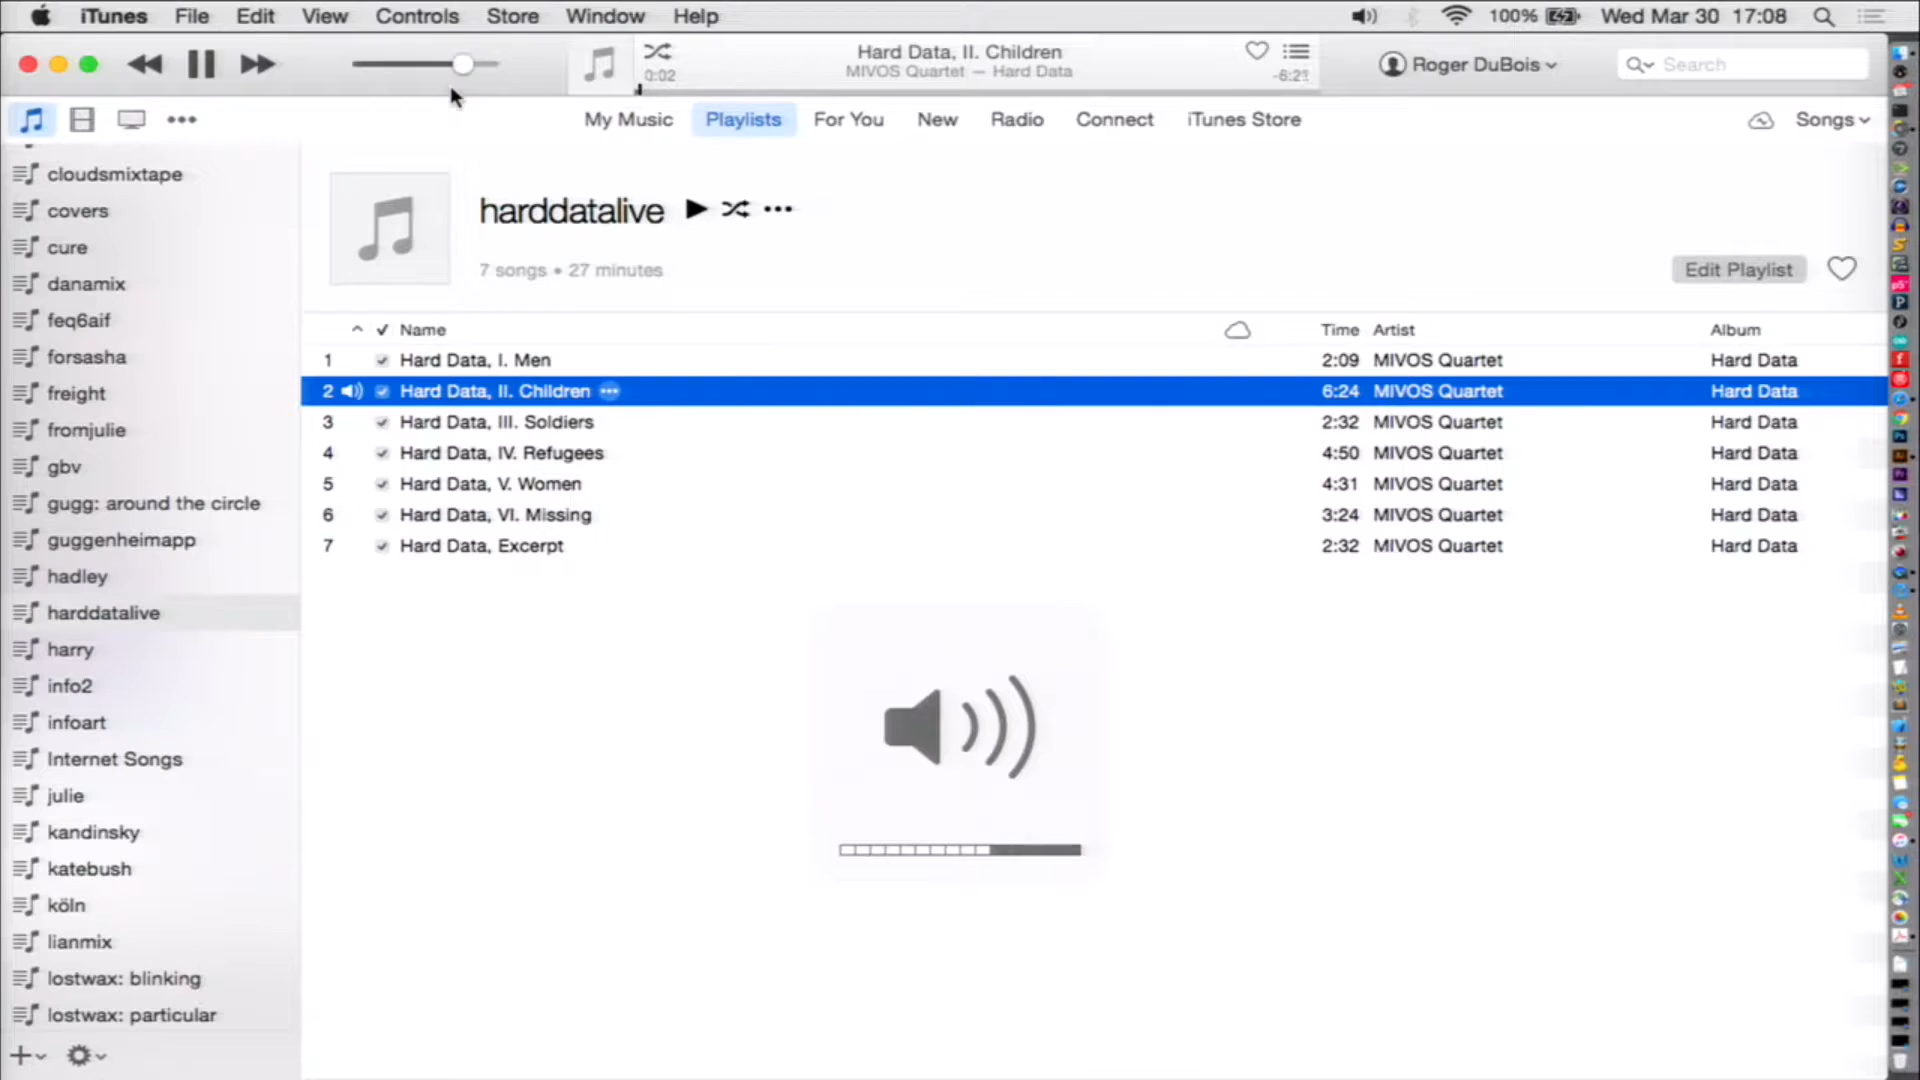 iTunes File Edit View Controls Store Window Help 100% Wed Mar 30 17:08
Hard Data, II. Children
0:02 MIVOS Quartet — Hard Data
Roger DuBois
Search
My Music Playlists For You New Radio Connect iTunes Store Songs
cloudsmixtape
covers
cure
danamix
feq6aif
forsasha
freight
fromjulie
gbv
gugg: around the circle
guggenheimapp
hadley
harddatalive
harry
info2
infoart
Internet Songs
julie
kandinsky
katebush
köln
lianmix
lostwax: blinking
lostwax: particular
harddatalive
7 songs • 27 minutes
Edit Playlist
Name Time Artist Album
1 Hard Data, I. Men 2:09 MIVOS Quartet Hard Data
2 Hard Data, II. Children 6:24 MIVOS Quartet Hard Data
3 Hard Data, III. Soldiers 2:32 MIVOS Quartet Hard Data
4 Hard Data, IV. Refugees 4:50 MIVOS Quartet Hard Data
5 Hard Data, V. Women 4:31 MIVOS Quartet Hard Data
6 Hard Data, VI. Missing 3:24 MIVOS Quartet Hard Data
7 Hard Data, Excerpt 2:32 MIVOS Quartet Hard Data